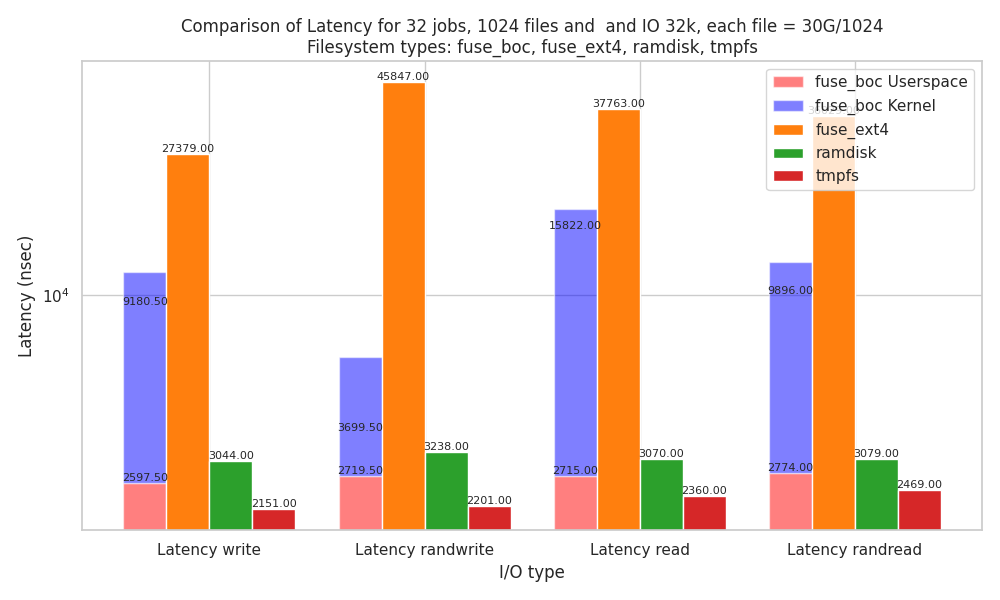 Comparison of Latency for 32 jobs, 1024 files and  and IO 32k, each file = 30G/1024
Filesystem types: fuse_boc, fuse_ext4, ramdisk, tmpfs
45847.00
37763.00
27379.00
15822.00
9180.50
9896.00
3699.50
3044.00
3238.00
3070.00
3079.00
2597.50
2719.50
2715.00
2774.00
2151.00
2201.00
2360.00
2469.00
fuse_boc Userspace
fuse_boc Kernel
fuse_ext4
ramdisk
tmpfs
Latency (nsec)
10^4
Latency write
Latency randwrite
Latency read
Latency randread
I/O type